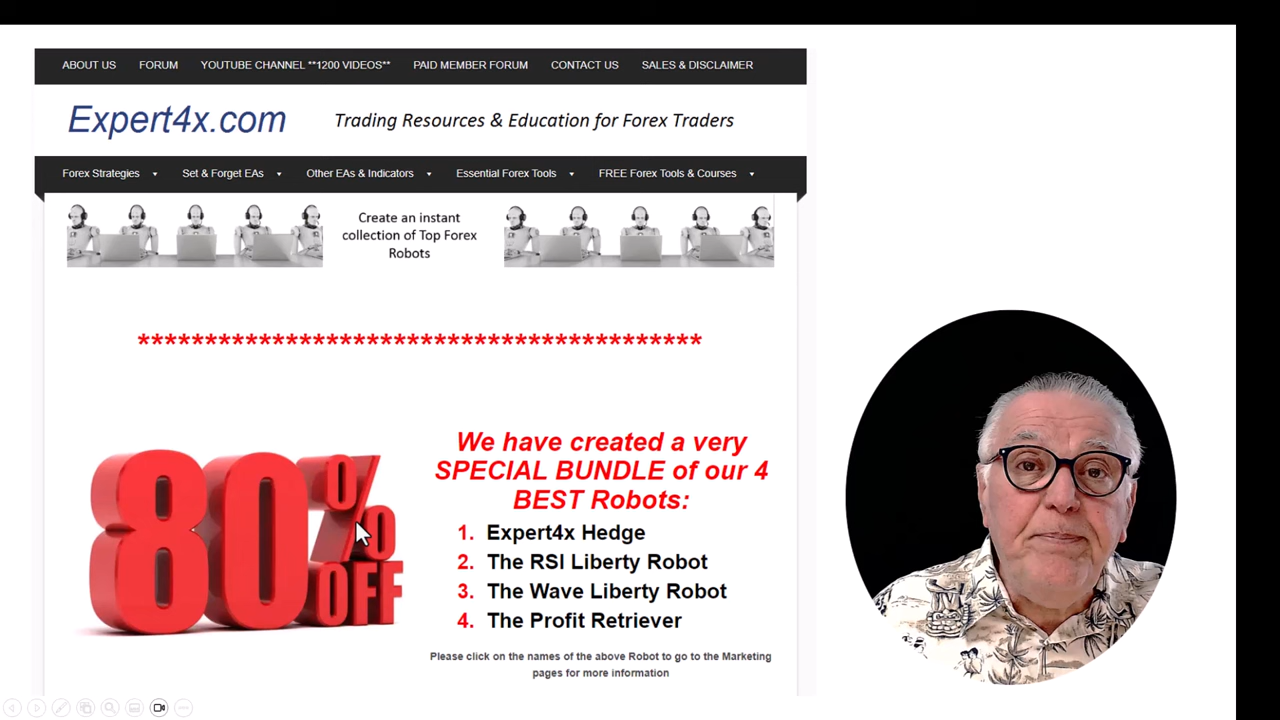 ABOUT US FORUM YOUTUBE CHANNEL **1200 VIDEOS** PAID MEMBER FORUM CONTACT US SALES & DISCLAIMER
Expert4x.com Trading Resources & Education for Forex Traders
Forex Strategies Set & Forget EAs Other EAs & Indicators Essential Forex Tools FREE Forex Tools & Courses
Create an instant
collection of Top Forex
Robots
******************************************
80% OFF
We have created a very
SPECIAL BUNDLE of our 4
BEST Robots:
1. Expert4x Hedge
2. The RSI Liberty Robot
3. The Wave Liberty Robot
4. The Profit Retriever
Please click on the names of the above Robot to go to the Marketing
pages for more information